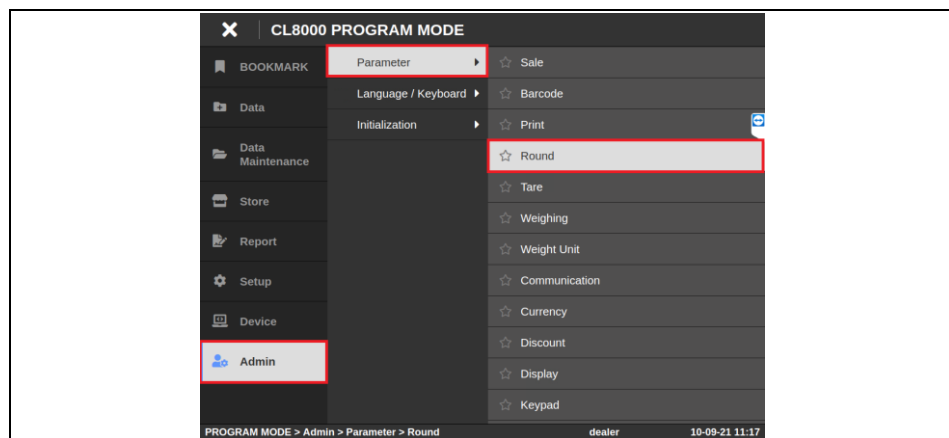 CL8000 PROGRAM MODE
BOOKMARK
Data
Data
Maintenance
Store
Report
Setup
Device
Admin
Parameter
Language / Keyboard
Initialization
Sale
Barcode
Print
Round
Tare
Weighing
Weight Unit
Communication
Currency
Discount
Display
Keypad
PROGRAM MODE > Admin > Parameter > Round dealer 10-09-21 11:17